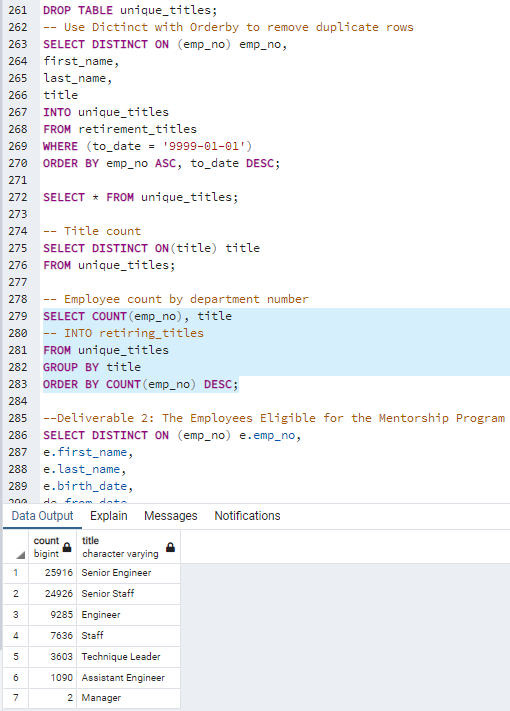 261 DROP TABLE unique_titles;
262 -- Use Dictinct with Orderby to remove duplicate rows
263 SELECT DISTINCT ON (emp_no) emp_no,
264 first_name,
265 last_name,
266 title
267 INTO unique_titles
268 FROM retirement_titles
269 WHERE (to_date = '9999-01-01')
270 ORDER BY emp_no ASC, to_date DESC;
271
272 SELECT * FROM unique_titles;
273
274 -- Title count
275 SELECT DISTINCT ON(title) title
276 FROM unique_titles;
277
278 -- Employee count by department number
279 SELECT COUNT(emp_no), title
280 -- INTO retiring_titles
281 FROM unique_titles
282 GROUP BY title
283 ORDER BY COUNT(emp_no) DESC;
284
285 --Deliverable 2: The Employees Eligible for the Mentorship Program
286 SELECT DISTINCT ON (emp_no) e.emp_no,
287 e.first_name,
288 e.last_name,
289 e.birth_date,
290 de.from_date,
Data Output Explain Messages Notifications
count title
bigint character varying
1 25916 Senior Engineer
2 24926 Senior Staff
3 9285 Engineer
4 7636 Staff
5 3603 Technique Leader
6 1090 Assistant Engineer
7 2 Manager